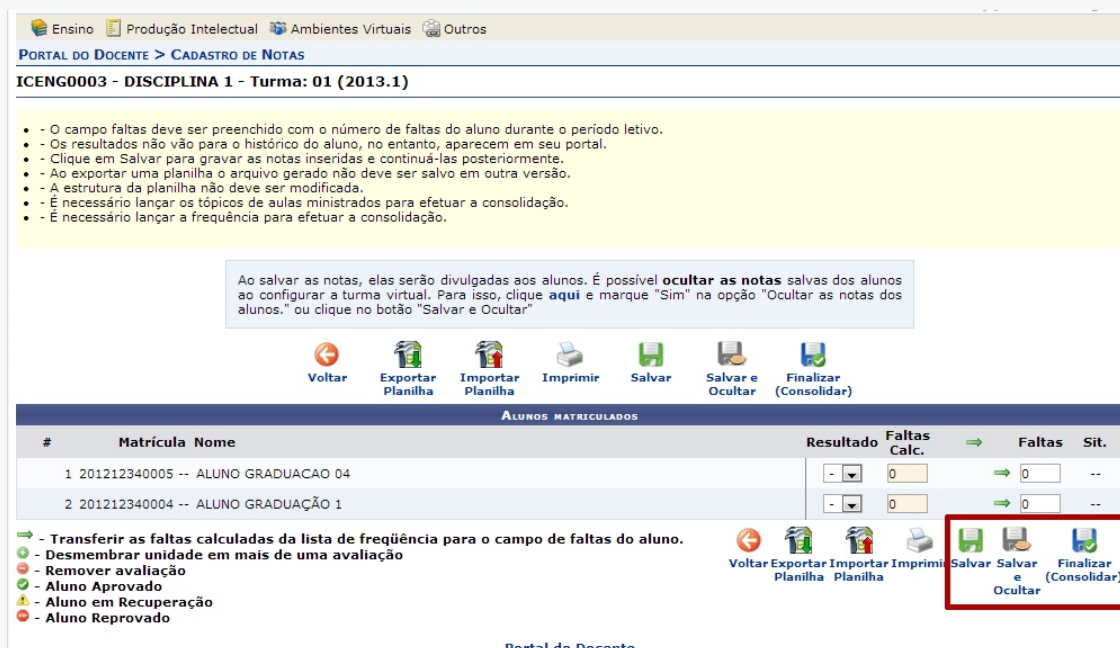 Ensino Produção Intelectual Ambientes Virtuais Outros
PORTAL DO DOCENTE > CADASTRO DE NOTAS
ICENG0003 - DISCIPLINA 1 - Turma: 01 (2013.1)
- O campo faltas deve ser preenchido com o número de faltas do aluno durante o período letivo.
- Os resultados não vão para o histórico do aluno, no entanto, aparecem em seu portal.
- Clique em Salvar para gravar as notas inseridas e continuá-las posteriormente.
- Ao exportar uma planilha o arquivo gerado não deve ser salvo em outra versão.
- A estrutura da planilha não deve ser modificada.
- É necessário lançar os tópicos de aulas ministrados para efetuar a consolidação.
- É necessário lançar a frequência para efetuar a consolidação.
Ao salvar as notas, elas serão divulgadas aos alunos. É possível ocultar as notas salvas dos alunos
ao configurar a turma virtual. Para isso, clique aqui e marque "Sim" na opção "Ocultar as notas dos
alunos." ou clique no botão "Salvar e Ocultar"
Voltar Exportar Importar Imprimir Salvar Salvar e Finalizar
Planilha Planilha Ocultar (Consolidar)
ALUNOS MATRICULADOS
# Matrícula Nome Resultado Faltas Calc. Faltas Sit.
1 201212340005 -- ALUNO GRADUACAO 04 - 0 0 --
2 201212340004 -- ALUNO GRADUAÇÃO 1 - 0 0 --
- Transferir as faltas calculadas da lista de freqüência para o campo de faltas do aluno.
- Desmembrar unidade em mais de uma avaliação
- Remover avaliação
- Aluno Aprovado
- Aluno em Recuperação
- Aluno Reprovado
Voltar Exportar Importar Imprimir Salvar Salvar Finalizar
Planilha Planilha e (Consolidar)
Ocultar
Portal do Docente